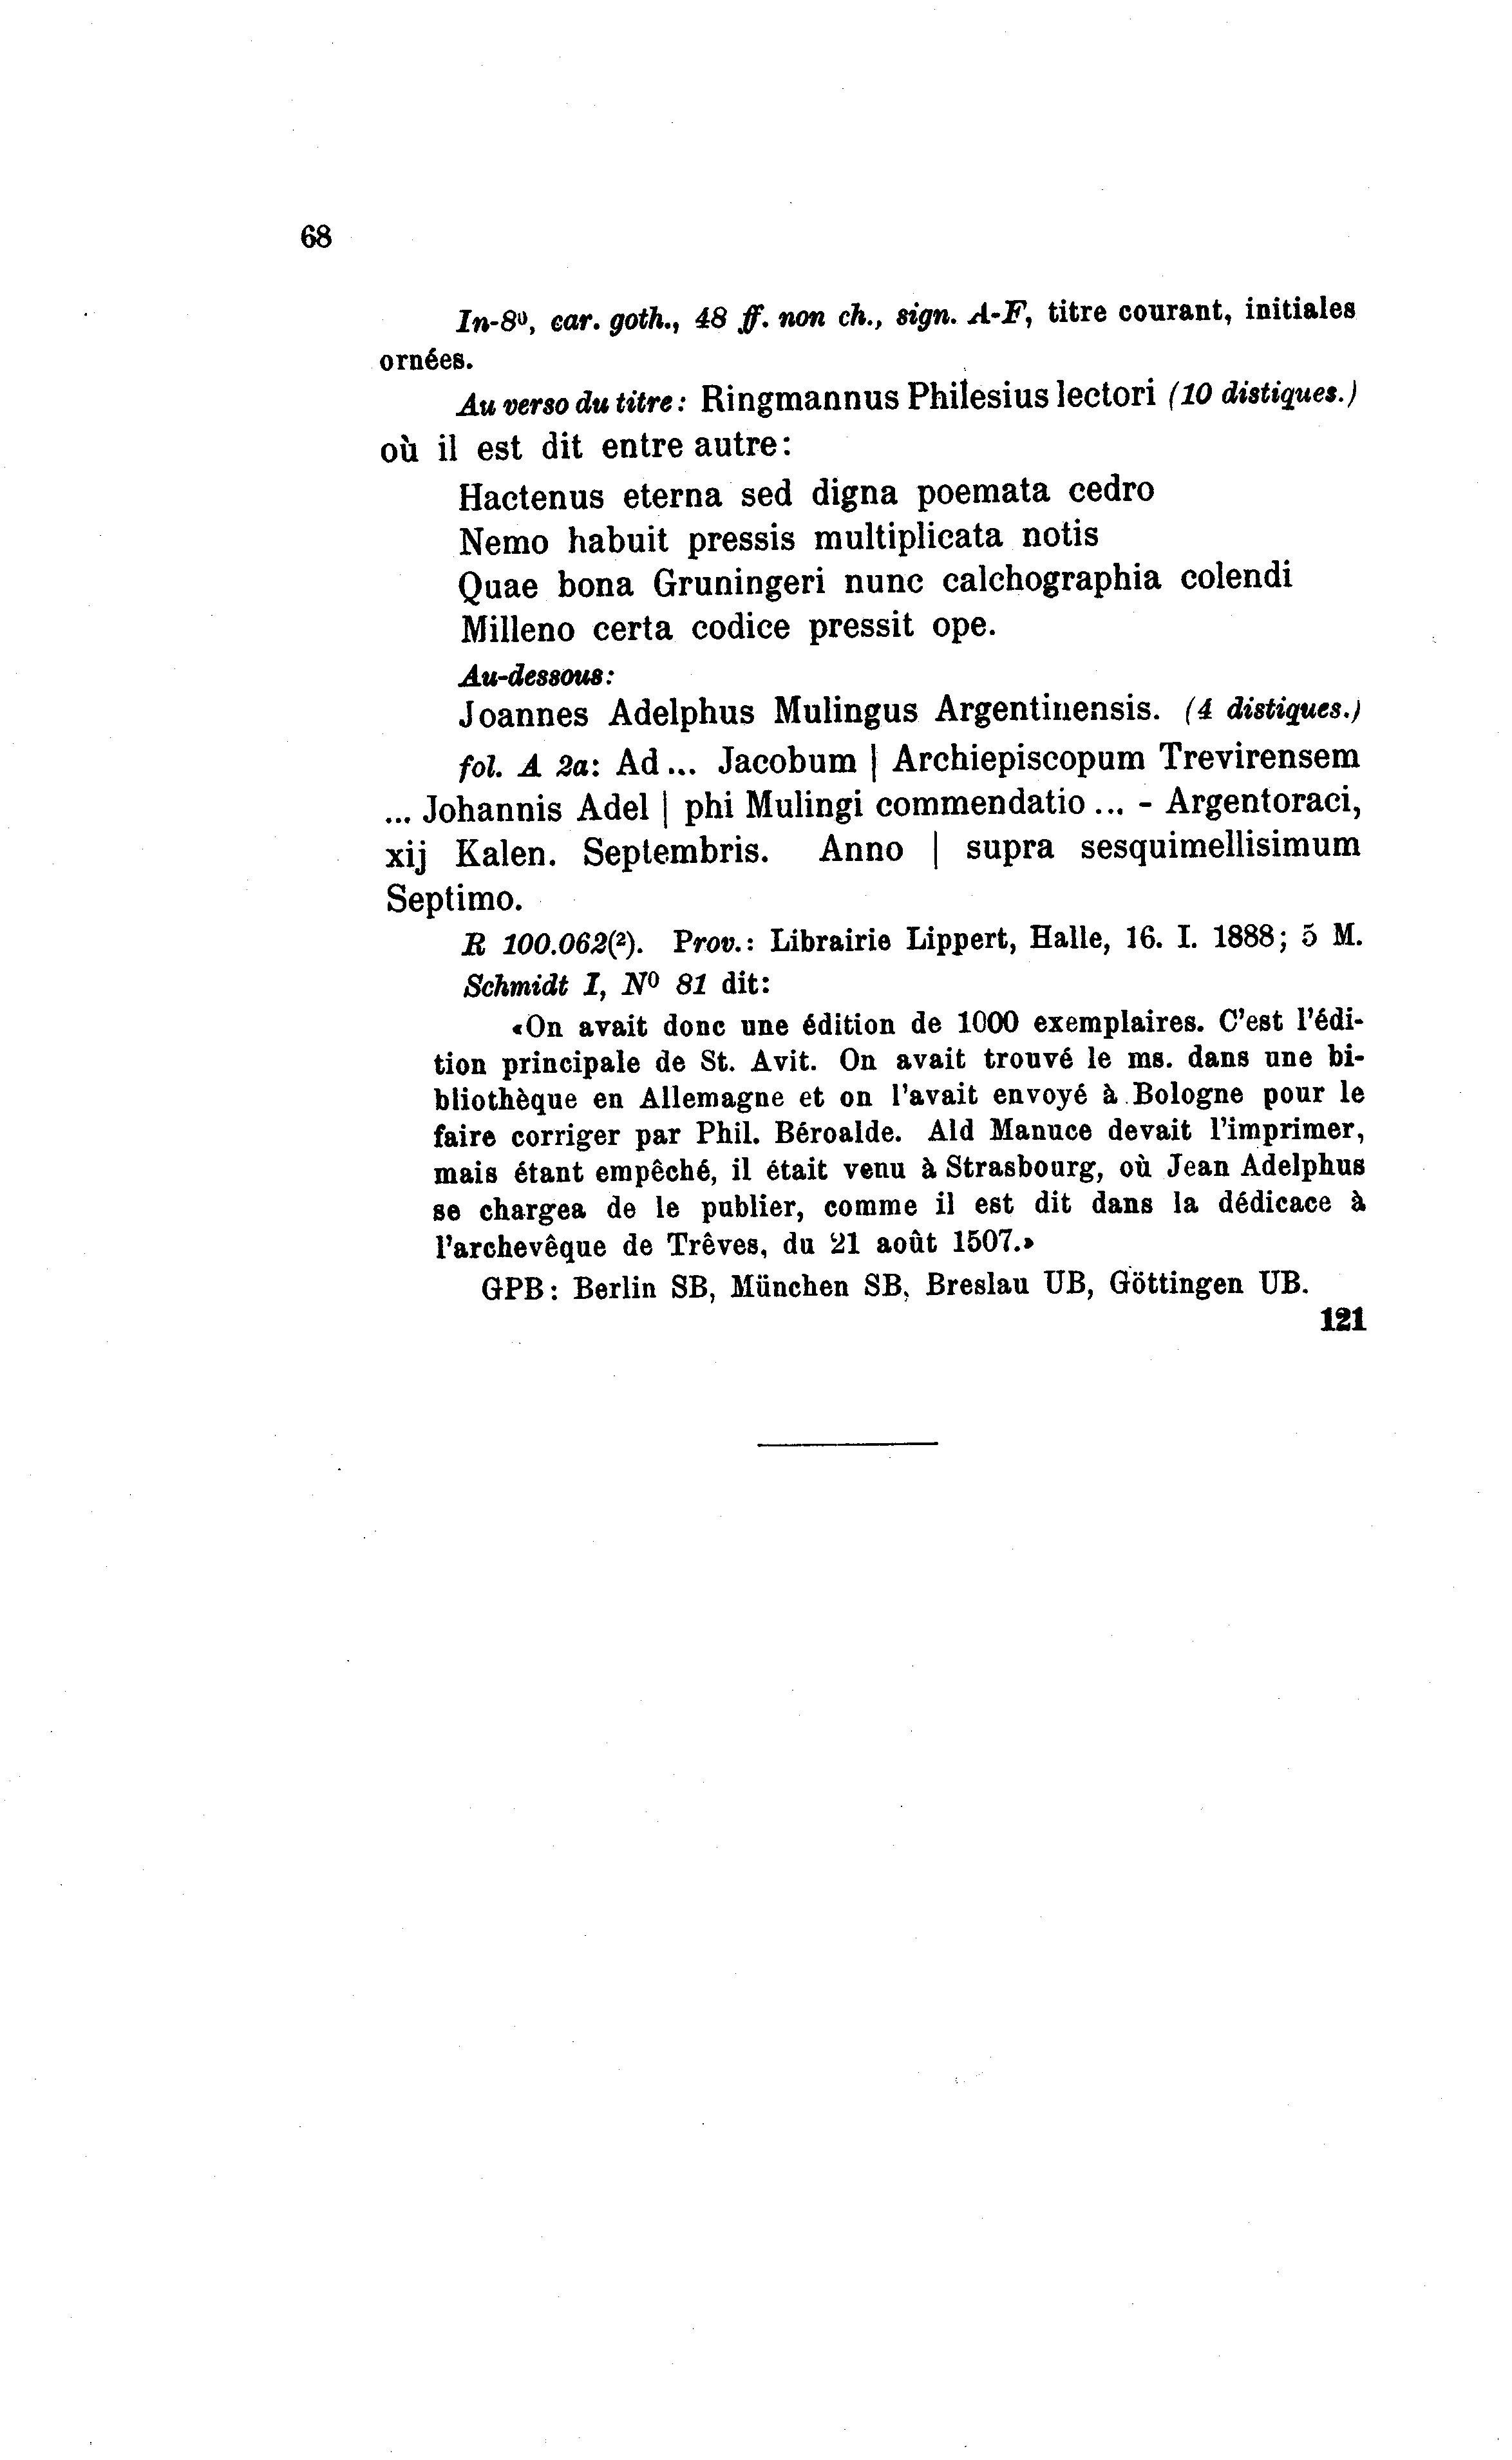 68
In-8º, car. goth., 48 ff. non ch., sign. A-F, titre courant, initiales
ornées.
Au verso du titre: Ringmannus Philesius lectori (10 distiques.)
où il est dit entre autre:
Hactenus eterna sed digna poemata cedro
Nemo habuit pressis multiplicata notis
Quae bona Gruningeri nunc calchographia colendi
Milleno certa codice pressit ope.
Au-dessous:
Joannes Adelphus Mulingus Argentinensis. (4 distiques.)
fol. A 2a: Ad ... Jacobum | Archiepiscopum Trevirensem
... Johannis Adel | phi Mulingi commendatio ... - Argentoraci,
xij Kalen. Septembris. Anno | supra sesquimellisimum
Septimo.
R 100.062(²). Prov.: Librairie Lippert, Halle, 16. I. 1888; 5 M.
Schmidt I, Nº 81 dit:
«On avait donc une édition de 1000 exemplaires. C'est l'édi-
tion principale de St. Avit. On avait trouvé le ms. dans une bi-
bliothèque en Allemagne et on l'avait envoyé à Bologne pour le
faire corriger par Phil. Béroalde. Ald Manuce devait l'imprimer,
mais étant empêché, il était venu à Strasbourg, où Jean Adelphus
se chargea de le publier, comme il est dit dans la dédicace à
l'archevêque de Trêves, du 21 août 1507.»
GPB: Berlin SB, München SB, Breslau UB, Göttingen UB.
121